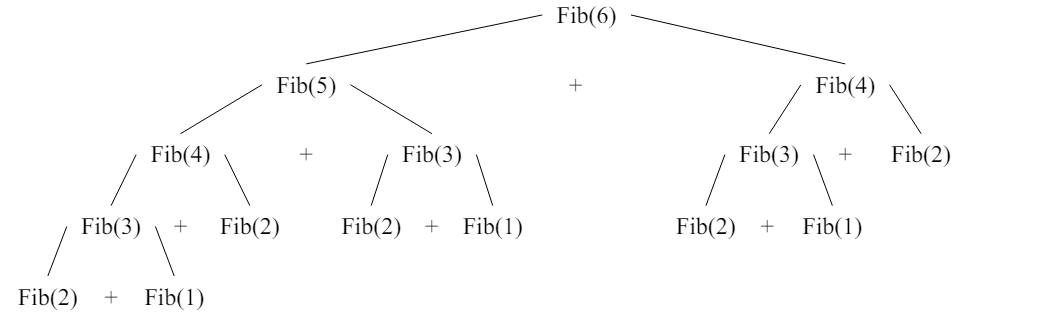 Fib(6)
Fib(5) + Fib(4)
Fib(4) + Fib(3) Fib(3) + Fib(2)
Fib(3) + Fib(2) Fib(2) + Fib(1) Fib(2) + Fib(1)
Fib(2) + Fib(1)